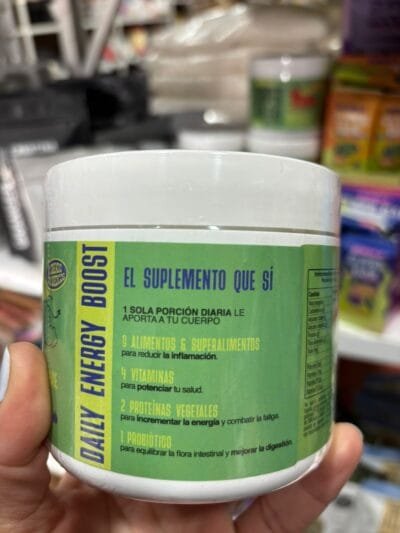 DAILY ENERGY BOOST
EL SUPLEMENTO QUE SÍ
1 SOLA PORCIÓN DIARIA LE
APORTA A TU CUERPO
9 ALIMENTOS & SUPERALIMENTOS
para reducir la inflamación.
4 VITAMINAS
para potenciar tu salud.
2 PROTEÍNAS VEGETALES
para incrementar la energía y combatir la fatiga.
1 PROBIÓTICO
para equilibrar la flora intestinal y mejorar la digestión.